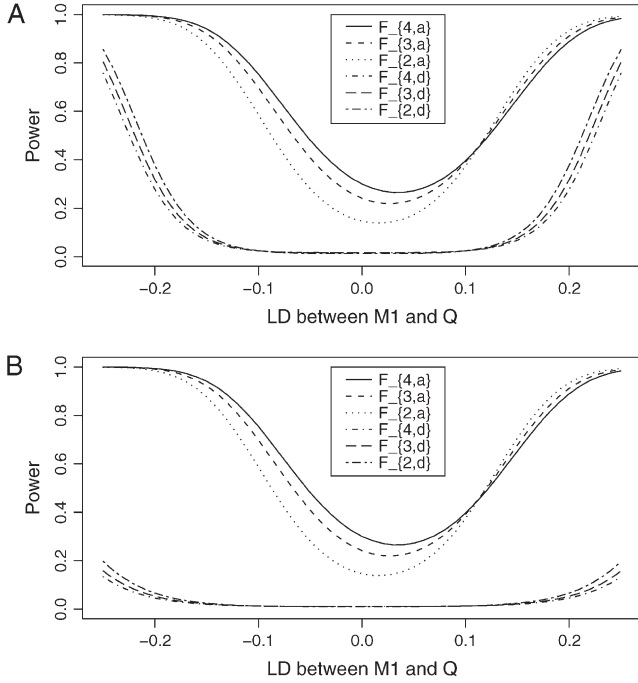 A
F_{4,a}
F_{3,a}
F_{2,a}
F_{4,d}
F_{3,d}
F_{2,d}
Power
1.0
0.8
0.6
0.4
0.2
0.0
−0.2 −0.1 0.0 0.1 0.2
LD between M1 and Q
B
F_{4,a}
F_{3,a}
F_{2,a}
F_{4,d}
F_{3,d}
F_{2,d}
Power
1.0
0.8
0.6
0.4
0.2
0.0
−0.2 −0.1 0.0 0.1 0.2
LD between M1 and Q